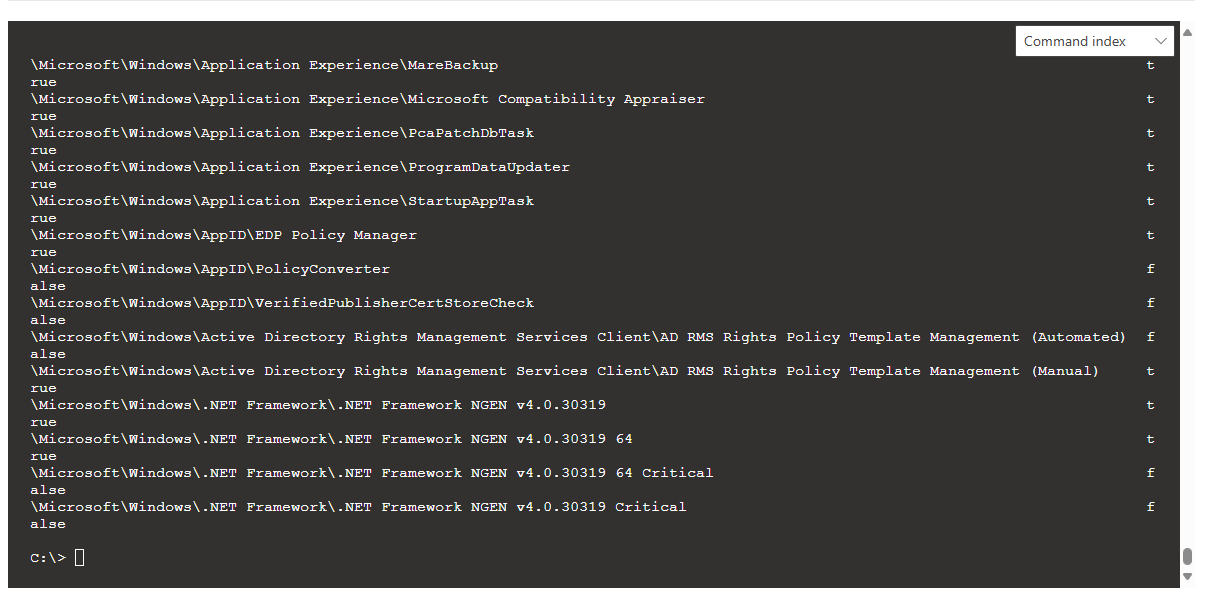 Command index
\Microsoft\Windows\Application Experience\MareBackup t
rue
\Microsoft\Windows\Application Experience\Microsoft Compatibility Appraiser t
rue
\Microsoft\Windows\Application Experience\PcaPatchDbTask t
rue
\Microsoft\Windows\Application Experience\ProgramDataUpdater t
rue
\Microsoft\Windows\Application Experience\StartupAppTask t
rue
\Microsoft\Windows\AppID\EDP Policy Manager t
rue
\Microsoft\Windows\AppID\PolicyConverter f
alse
\Microsoft\Windows\AppID\VerifiedPublisherCertStoreCheck f
alse
\Microsoft\Windows\Active Directory Rights Management Services Client\AD RMS Rights Policy Template Management (Automated) f
alse
\Microsoft\Windows\Active Directory Rights Management Services Client\AD RMS Rights Policy Template Management (Manual) t
rue
\Microsoft\Windows\.NET Framework\.NET Framework NGEN v4.0.30319 t
rue
\Microsoft\Windows\.NET Framework\.NET Framework NGEN v4.0.30319 64 t
rue
\Microsoft\Windows\.NET Framework\.NET Framework NGEN v4.0.30319 64 Critical f
alse
\Microsoft\Windows\.NET Framework\.NET Framework NGEN v4.0.30319 Critical f
alse
C:\>